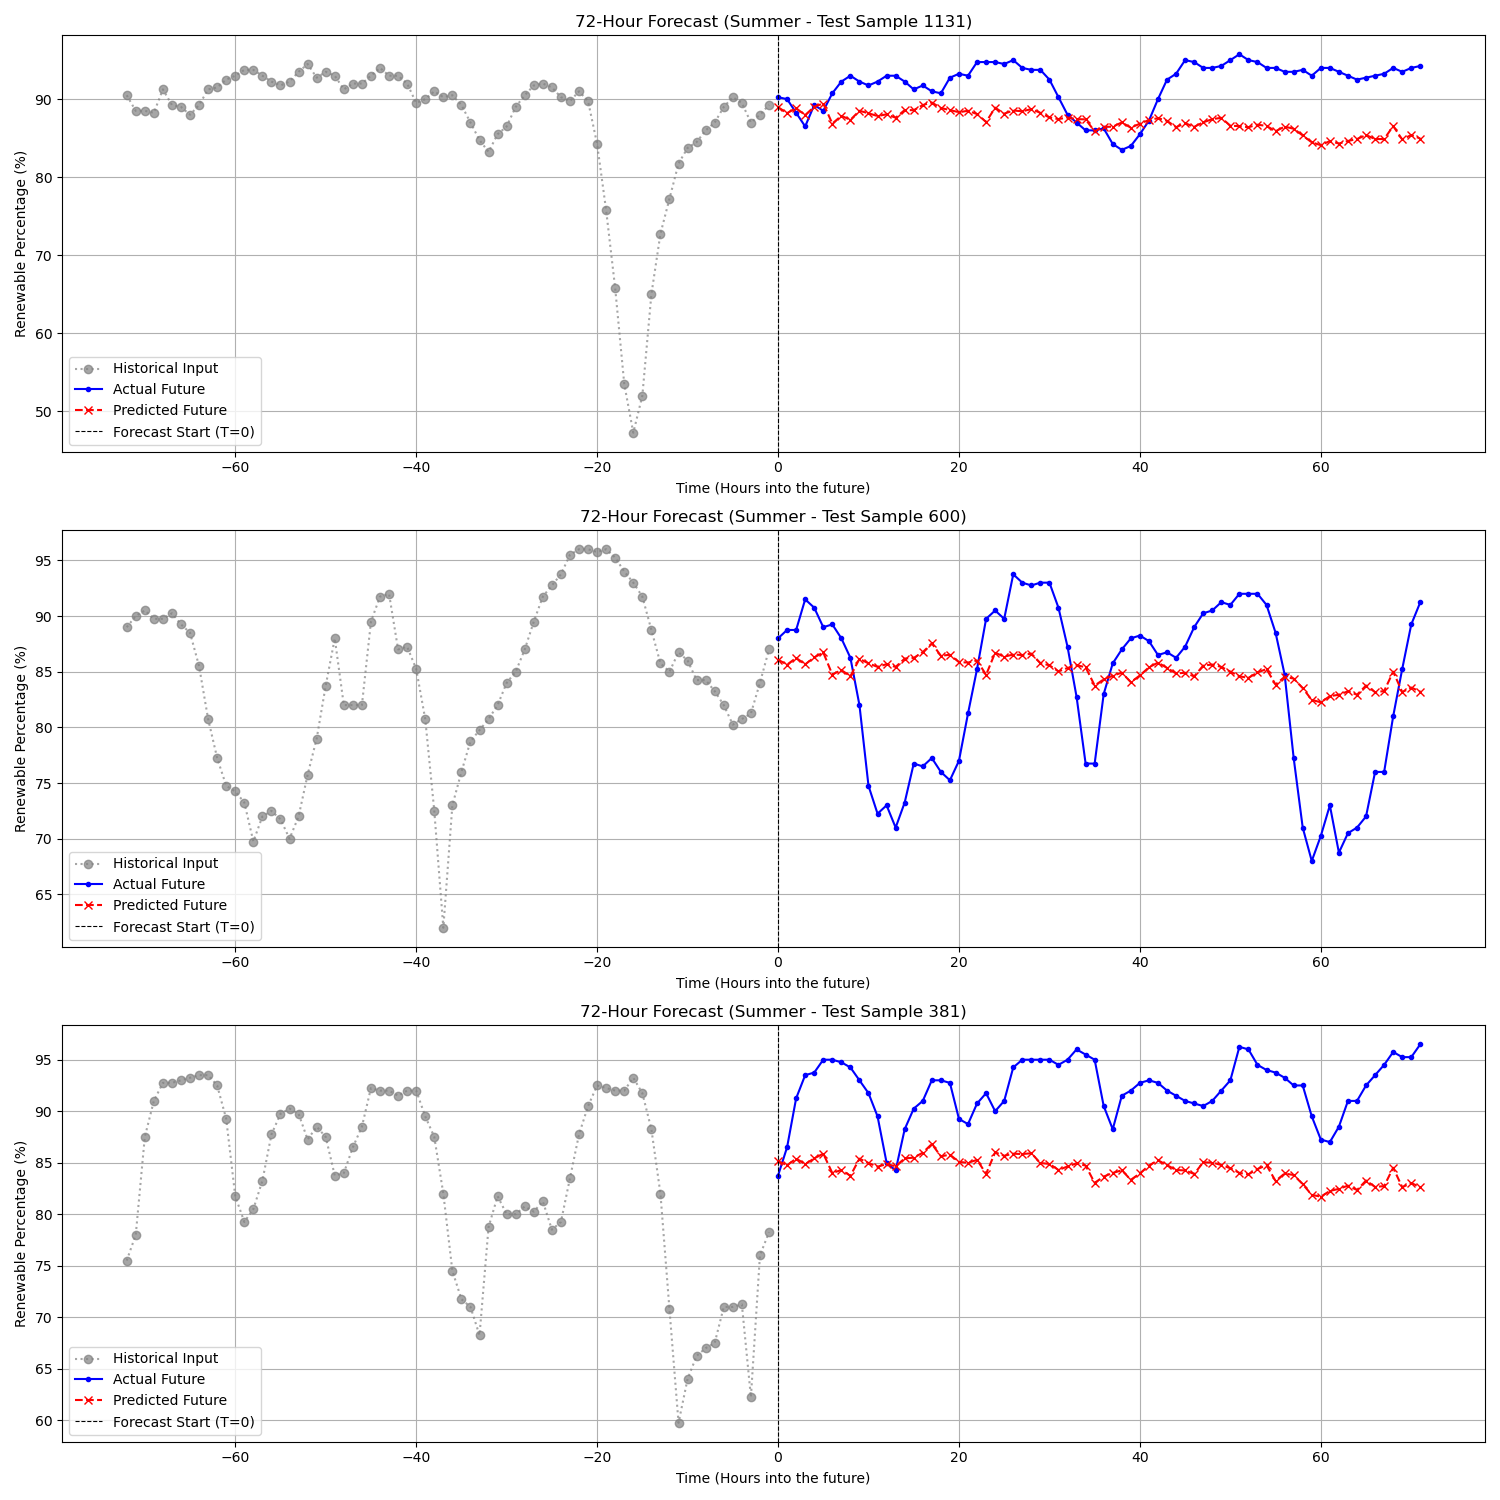 72-Hour Forecast (Summer - Test Sample 1131)
Renewable Percentage (%)
90
80
70
60
50
Historical Input
Actual Future
Predicted Future
Forecast Start (T=0)
−60 −40 −20 0 20 40 60
Time (Hours into the future)
72-Hour Forecast (Summer - Test Sample 600)
Renewable Percentage (%)
95
90
85
80
75
70
65
Historical Input
Actual Future
Predicted Future
Forecast Start (T=0)
−60 −40 −20 0 20 40 60
Time (Hours into the future)
72-Hour Forecast (Summer - Test Sample 381)
Renewable Percentage (%)
95
90
85
80
75
70
65
60
Historical Input
Actual Future
Predicted Future
Forecast Start (T=0)
−60 −40 −20 0 20 40 60
Time (Hours into the future)